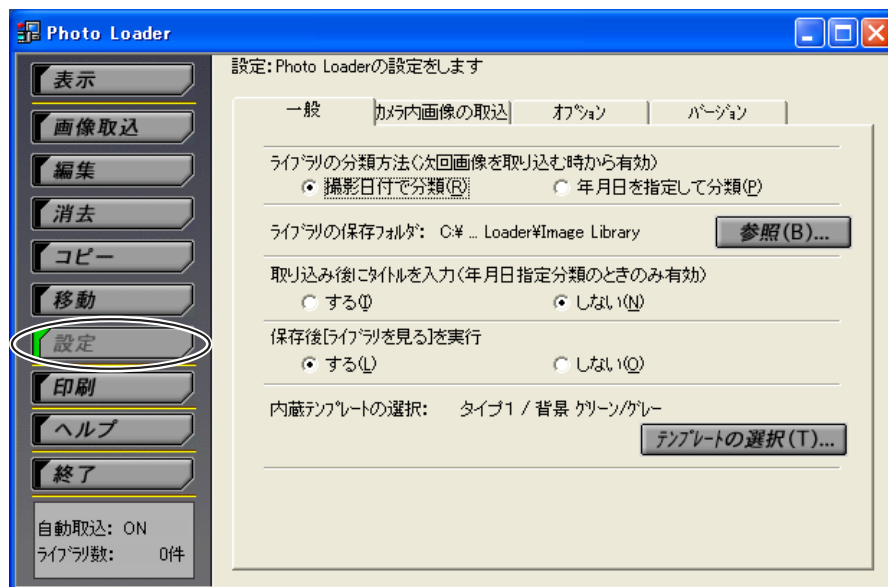 Photo Loader
表示
画像取込
編集
消去
コピー
移動
設定
印刷
ヘルプ
終了
自動取込: ON
ライブラリ数: 0件
設定:Photo Loaderの設定をします
一般 カメラ内画像の取込 オプション バージョン
ライブラリの分類方法(次回画像を取り込む時から有効)
撮影日付で分類(R) 年月日を指定して分類(P)
ライブラリの保存フォルダ: C:¥ ... Loader¥Image Library 参照(B)...
取り込み後にタイトルを入力(年月日指定分類のときのみ有効)
する(I) しない(N)
保存後[ライブラリを見る]を実行
する(L) しない(O)
内蔵テンプレートの選択: タイプ1 / 背景 グリーン/グレー
テンプレートの選択(T)...